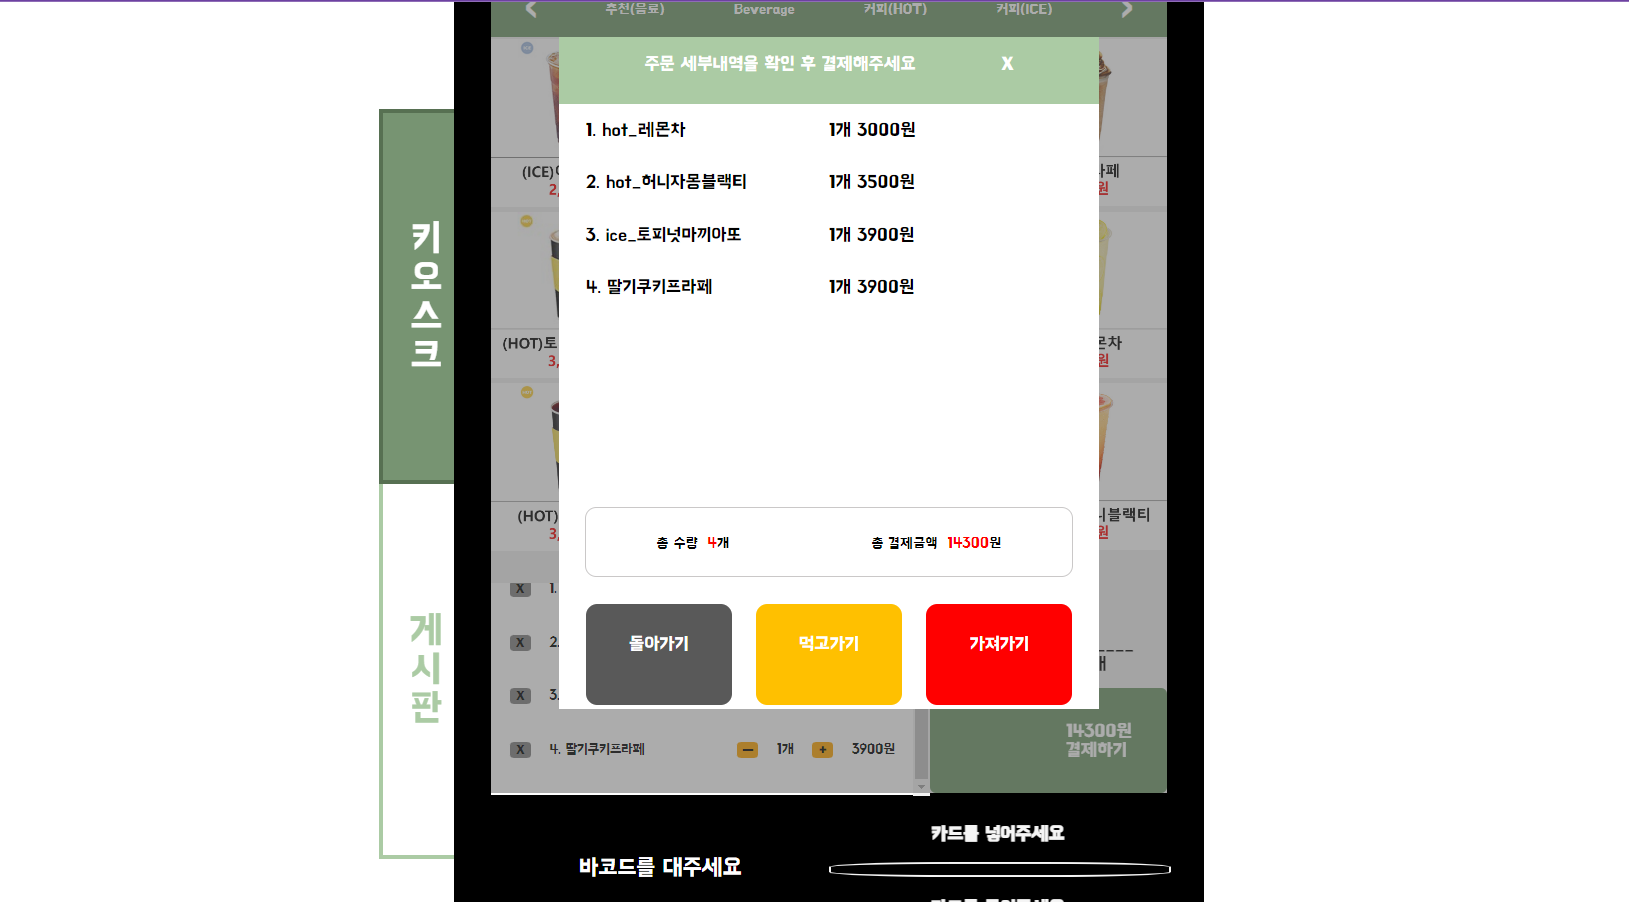 추천(음료) Beverage 커피(HOT) 커피(ICE)
주문 세부내역을 확인 후 결제해주세요 X
1. hot_레몬차 1개 3000원
2. hot_허니자몽블랙티 1개 3500원
3. ice_토피넛마끼아또 1개 3900원
4. 딸기쿠키프라페 1개 3900원
총 수량 4개 총 결제금액 14300원
돌아가기 먹고가기 가져가기
키오스크
게시판
(ICE)
2,
라페
원
(HOT)토
3,
몬차
원
(HOT)
3,
니블랙티
원
X 1.
X 2.
X 3.
X 4. 딸기쿠키프라페 − 1개 + 3900원
개
14300원
결제하기
카드를 넣어주세요
바코드를 대주세요